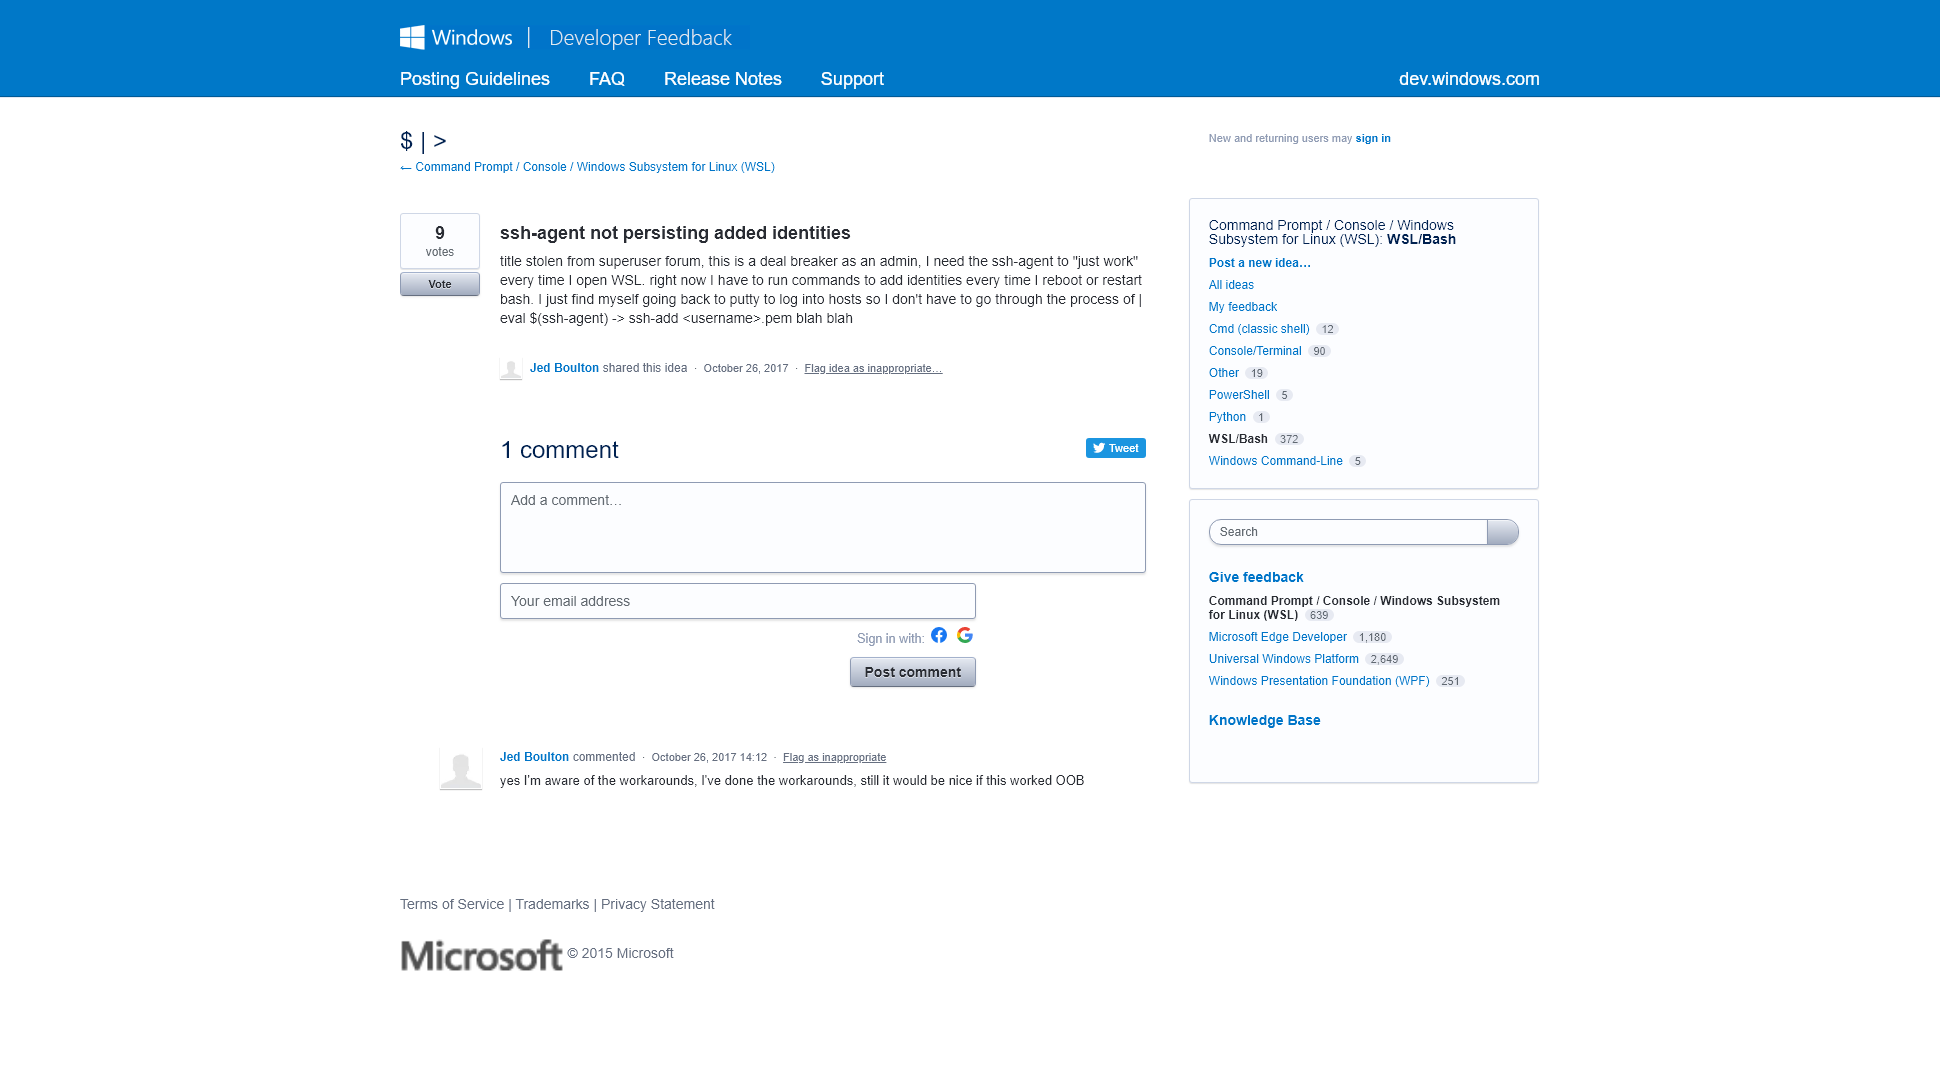 Windows | Developer Feedback
Posting Guidelines FAQ Release Notes Support dev.windows.com
$ | >
← Command Prompt / Console / Windows Subsystem for Linux (WSL)
New and returning users may sign in
9
votes
Vote
ssh-agent not persisting added identities
title stolen from superuser forum, this is a deal breaker as an admin, I need the ssh-agent to "just work"
every time I open WSL. right now I have to run commands to add identities every time I reboot or restart
bash. I just find myself going back to putty to log into hosts so I don't have to go through the process of |
eval $(ssh-agent) -> ssh-add <username>.pem blah blah
Jed Boulton shared this idea · October 26, 2017 · Flag idea as inappropriate…
1 comment
Tweet
Add a comment…
Your email address
Sign in with:
Post comment
Jed Boulton commented · October 26, 2017 14:12 · Flag as inappropriate
yes I'm aware of the workarounds, I've done the workarounds, still it would be nice if this worked OOB
Command Prompt / Console / Windows
Subsystem for Linux (WSL): WSL/Bash
Post a new idea…
All ideas
My feedback
Cmd (classic shell) 12
Console/Terminal 90
Other 19
PowerShell 5
Python 1
WSL/Bash 372
Windows Command-Line 5
Search
Give feedback
Command Prompt / Console / Windows Subsystem
for Linux (WSL) 639
Microsoft Edge Developer 1,180
Universal Windows Platform 2,649
Windows Presentation Foundation (WPF) 251
Knowledge Base
Terms of Service | Trademarks | Privacy Statement
Microsoft © 2015 Microsoft